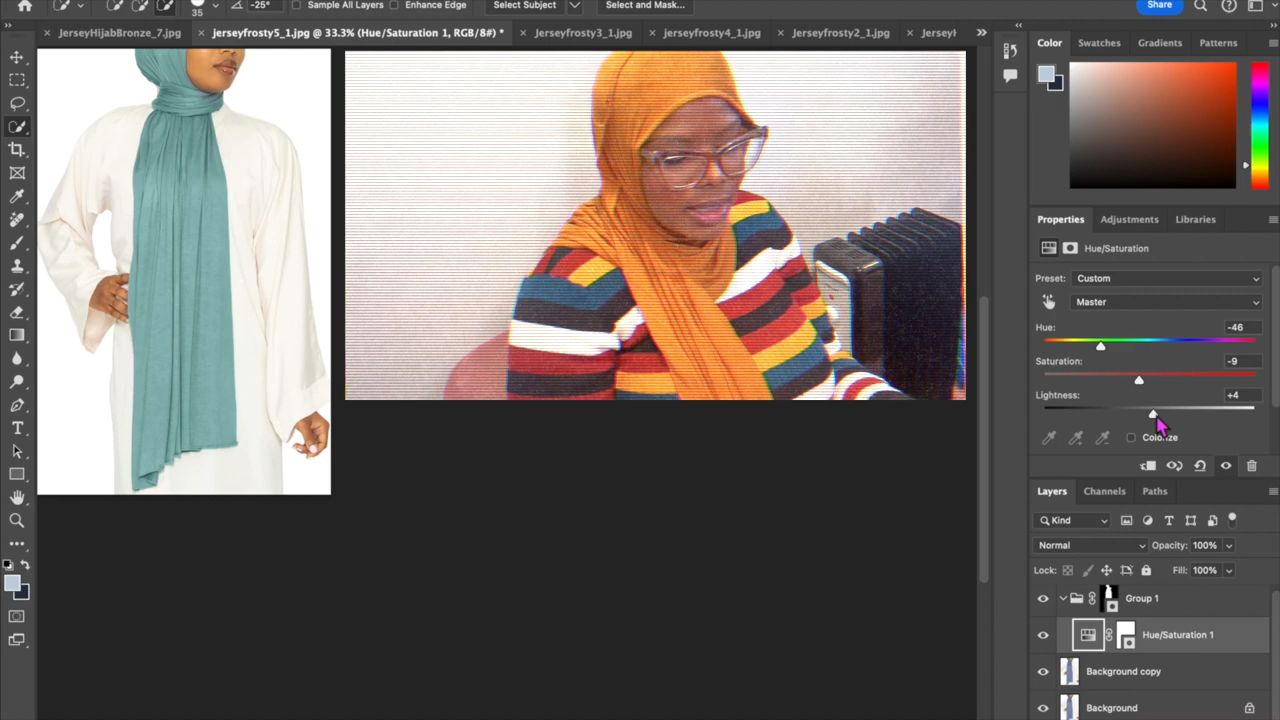 35
-25°
Sample All Layers
Enhance Edge
Select Subject
Select and Mask...
Share
JerseyHijabBronze_7.jpg
jerseyfrosty5_1.jpg @ 33.3% (Hue/Saturation 1, RGB/8#) *
Jerseyfrosty3_1.jpg
jerseyfrosty4_1.jpg
Jerseyfrosty2_1.jpg
Color
Swatches
Gradients
Patterns
Properties
Adjustments
Libraries
Hue/Saturation
Preset: Custom
Master
Hue: -46
Saturation: -9
Lightness: +4
Colorize
Layers
Channels
Paths
Kind
Normal
Opacity: 100%
Lock:
Fill: 100%
Group 1
Hue/Saturation 1
Background copy
Background